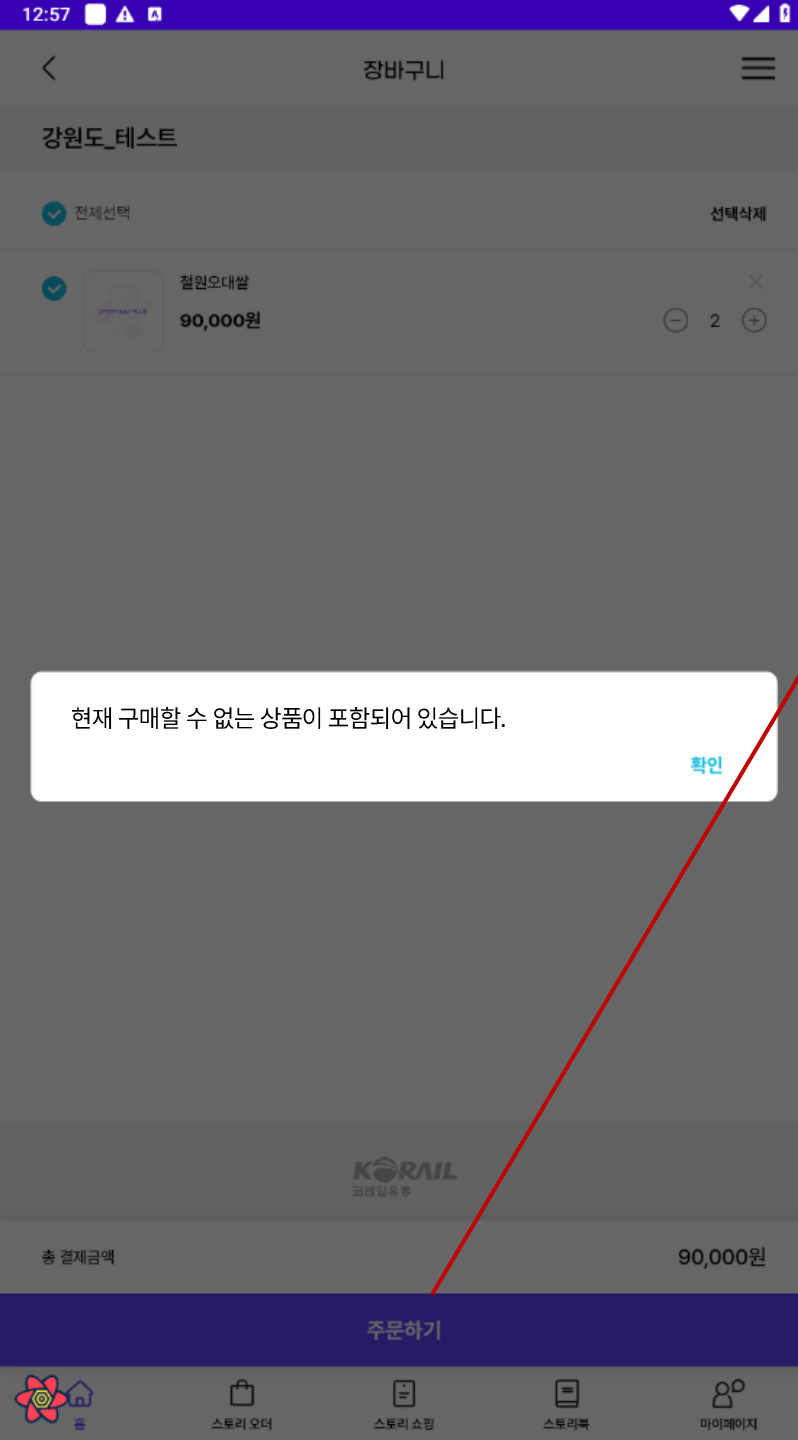 12:57
장바구니
강원도_테스트
전체선택
선택삭제
철원오대쌀
90,000원
2
현재 구매할 수 없는 상품이 포함되어 있습니다.
확인
KORAIL
코레일유통
총 결제금액
90,000원
주문하기
홈
스토리 오더
스토리 쇼핑
스토리북
마이페이지